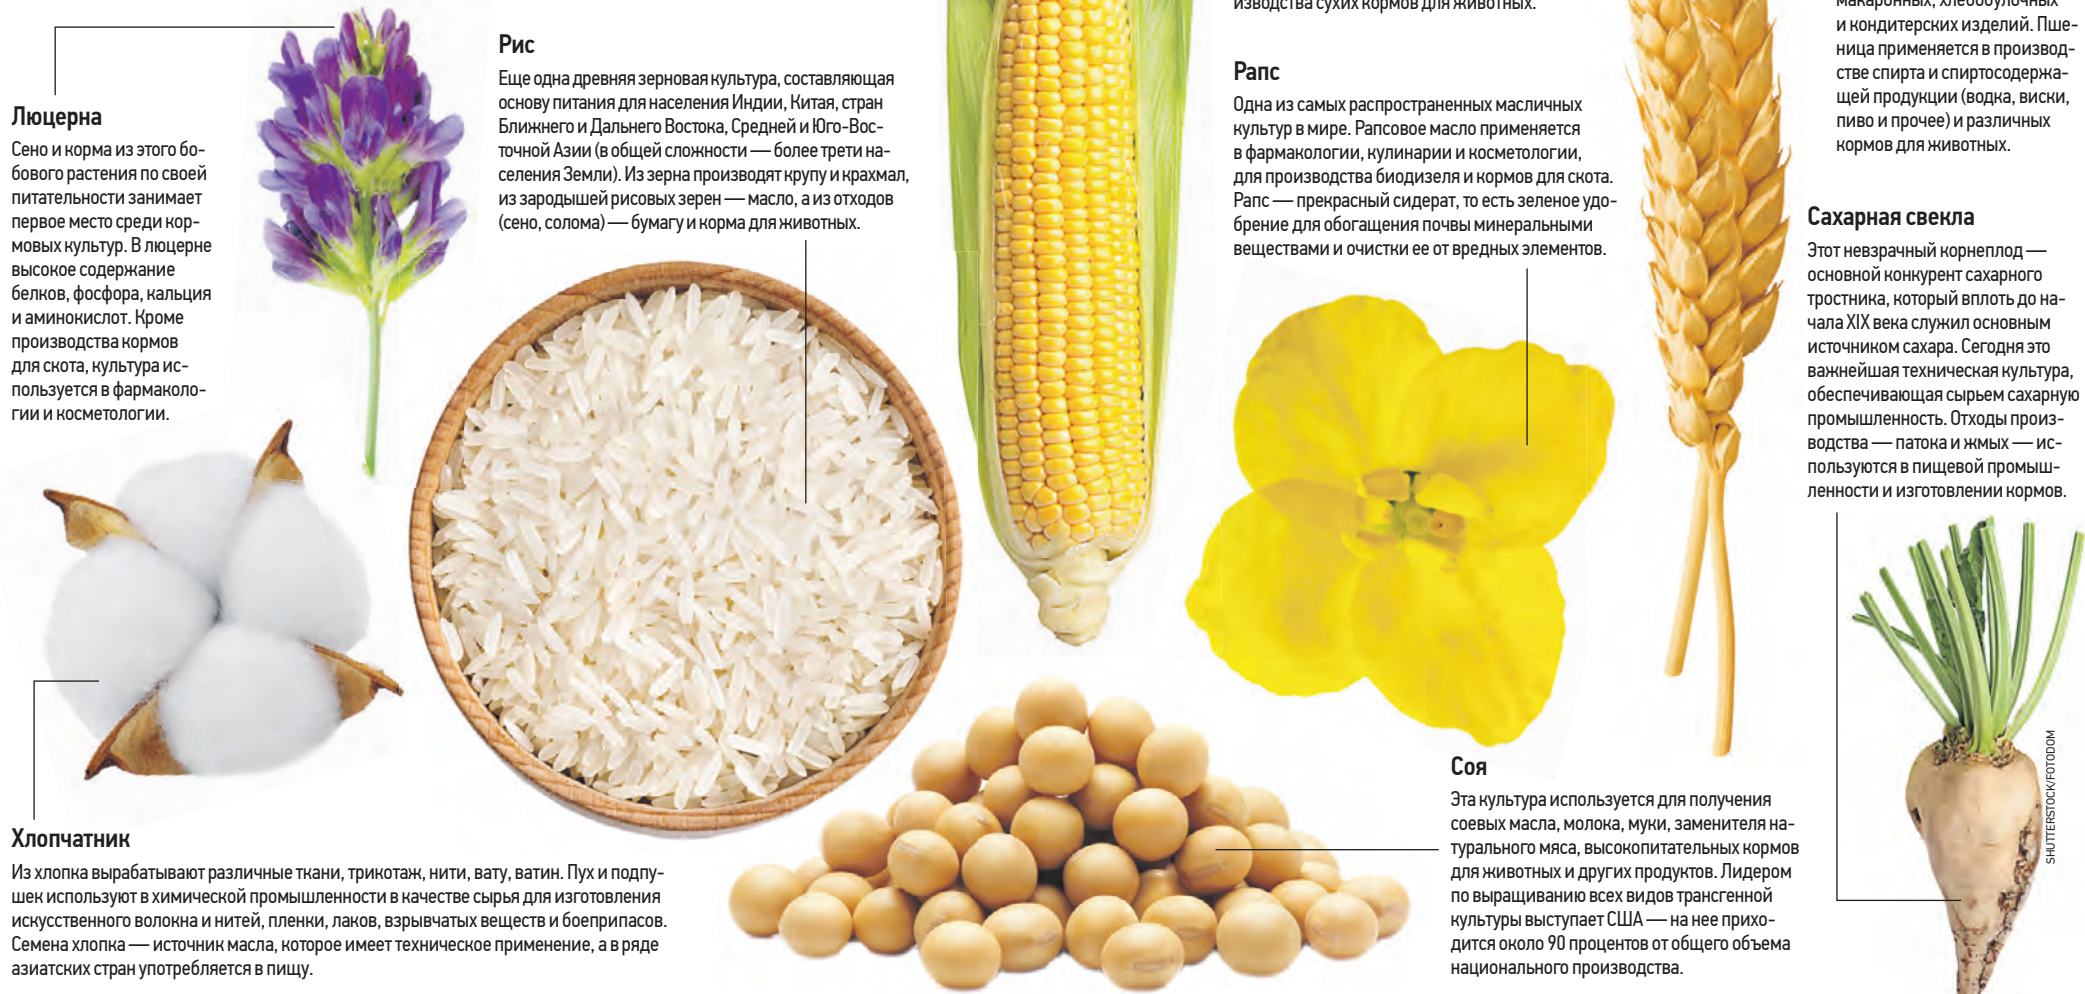 Люцерна
Сено и корма из этого бо-
бового растения по своей
питательности занимает
первое место среди кор-
мовых культур. В люцерне
высокое содержание
белков, фосфора, кальция
и аминокислот. Кроме
производства кормов
для скота, культура ис-
пользуется в фармаколо-
гии и косметологии.
Рис
Еще одна древняя зерновая культура, составляющая
основу питания для населения Индии, Китая, стран
Ближнего и Дальнего Востока, Средней и Юго-Вос-
точной Азии (в общей сложности — более трети на-
селения Земли). Из зерна производят крупу и крахмал,
из зародышей рисовых зерен — масло, а из отходов
(сено, солома) — бумагу и корма для животных.
изводства сухих кормов для животных.
Рапс
Одна из самых распространенных масличных
культур в мире. Рапсовое масло применяется
в фармакологии, кулинарии и косметологии,
для производства биодизеля и кормов для скота.
Рапс — прекрасный сидерат, то есть зеленое удо-
брение для обогащения почвы минеральными
веществами и очистки ее от вредных элементов.
макаронных, хлебобулочных
и кондитерских изделий. Пше-
ница применяется в производ-
стве спирта и спиртосодержа-
щей продукции (водка, виски,
пиво и прочее) и различных
кормов для животных.
Сахарная свекла
Этот невзрачный корнеплод —
основной конкурент сахарного
тростника, который вплоть до на-
чала XIX века служил основным
источником сахара. Сегодня это
важнейшая техническая культура,
обеспечивающая сырьем сахарную
промышленность. Отходы произ-
водства — патока и жмых — ис-
пользуются в пищевой промыш-
ленности и изготовлении кормов.
Хлопчатник
Из хлопка вырабатывают различные ткани, трикотаж, нити, вату, ватин. Пух и подпу-
шек используют в химической промышленности в качестве сырья для изготовления
искусственного волокна и нитей, пленки, лаков, взрывчатых веществ и боеприпасов.
Семена хлопка — источник масла, которое имеет техническое применение, а в ряде
азиатских стран употребляется в пищу.
Соя
Эта культура используется для получения
соевых масла, молока, муки, заменителя на-
турального мяса, высокопитательных кормов
для животных и других продуктов. Лидером
по выращиванию всех видов трансгенной
культуры выступает США — на нее прихо-
дится около 90 процентов от общего объема
национального производства.
SHUTTERSTOCK/FOTODOM